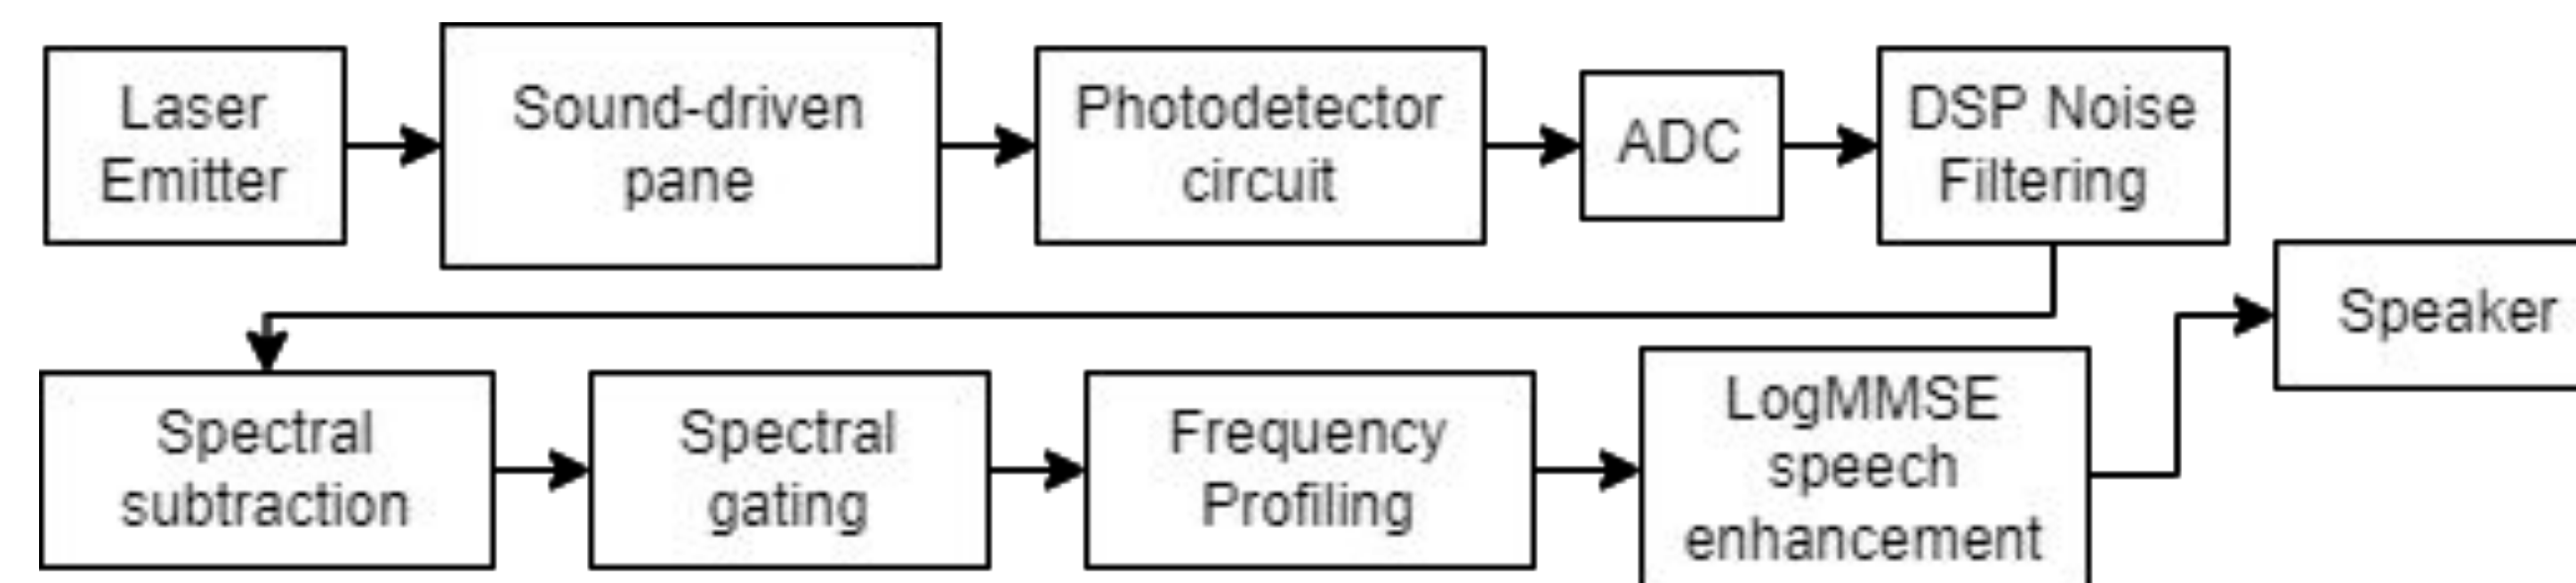 Laser
Emitter
Sound-driven
pane
Photodetector
circuit
ADC
DSP Noise
Filtering
Speaker
Spectral
subtraction
Spectral
gating
Frequency
Profiling
LogMMSE
speech
enhancement